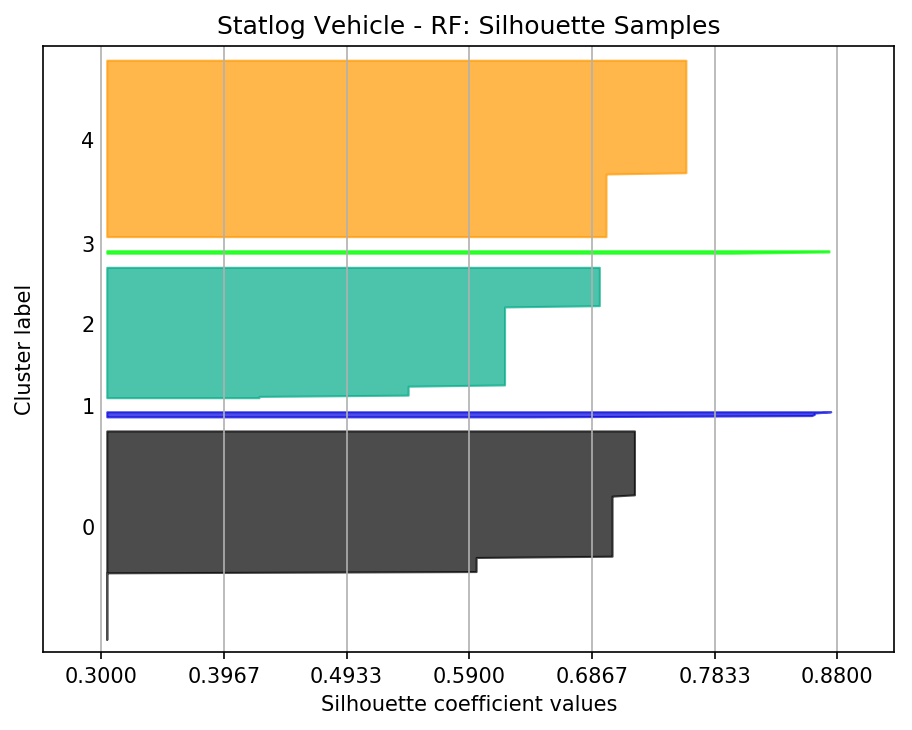 Statlog Vehicle - RF: Silhouette Samples
4
3
2
1
0
Cluster label
0.3000 0.3967 0.4933 0.5900 0.6867 0.7833 0.8800
Silhouette coefficient values